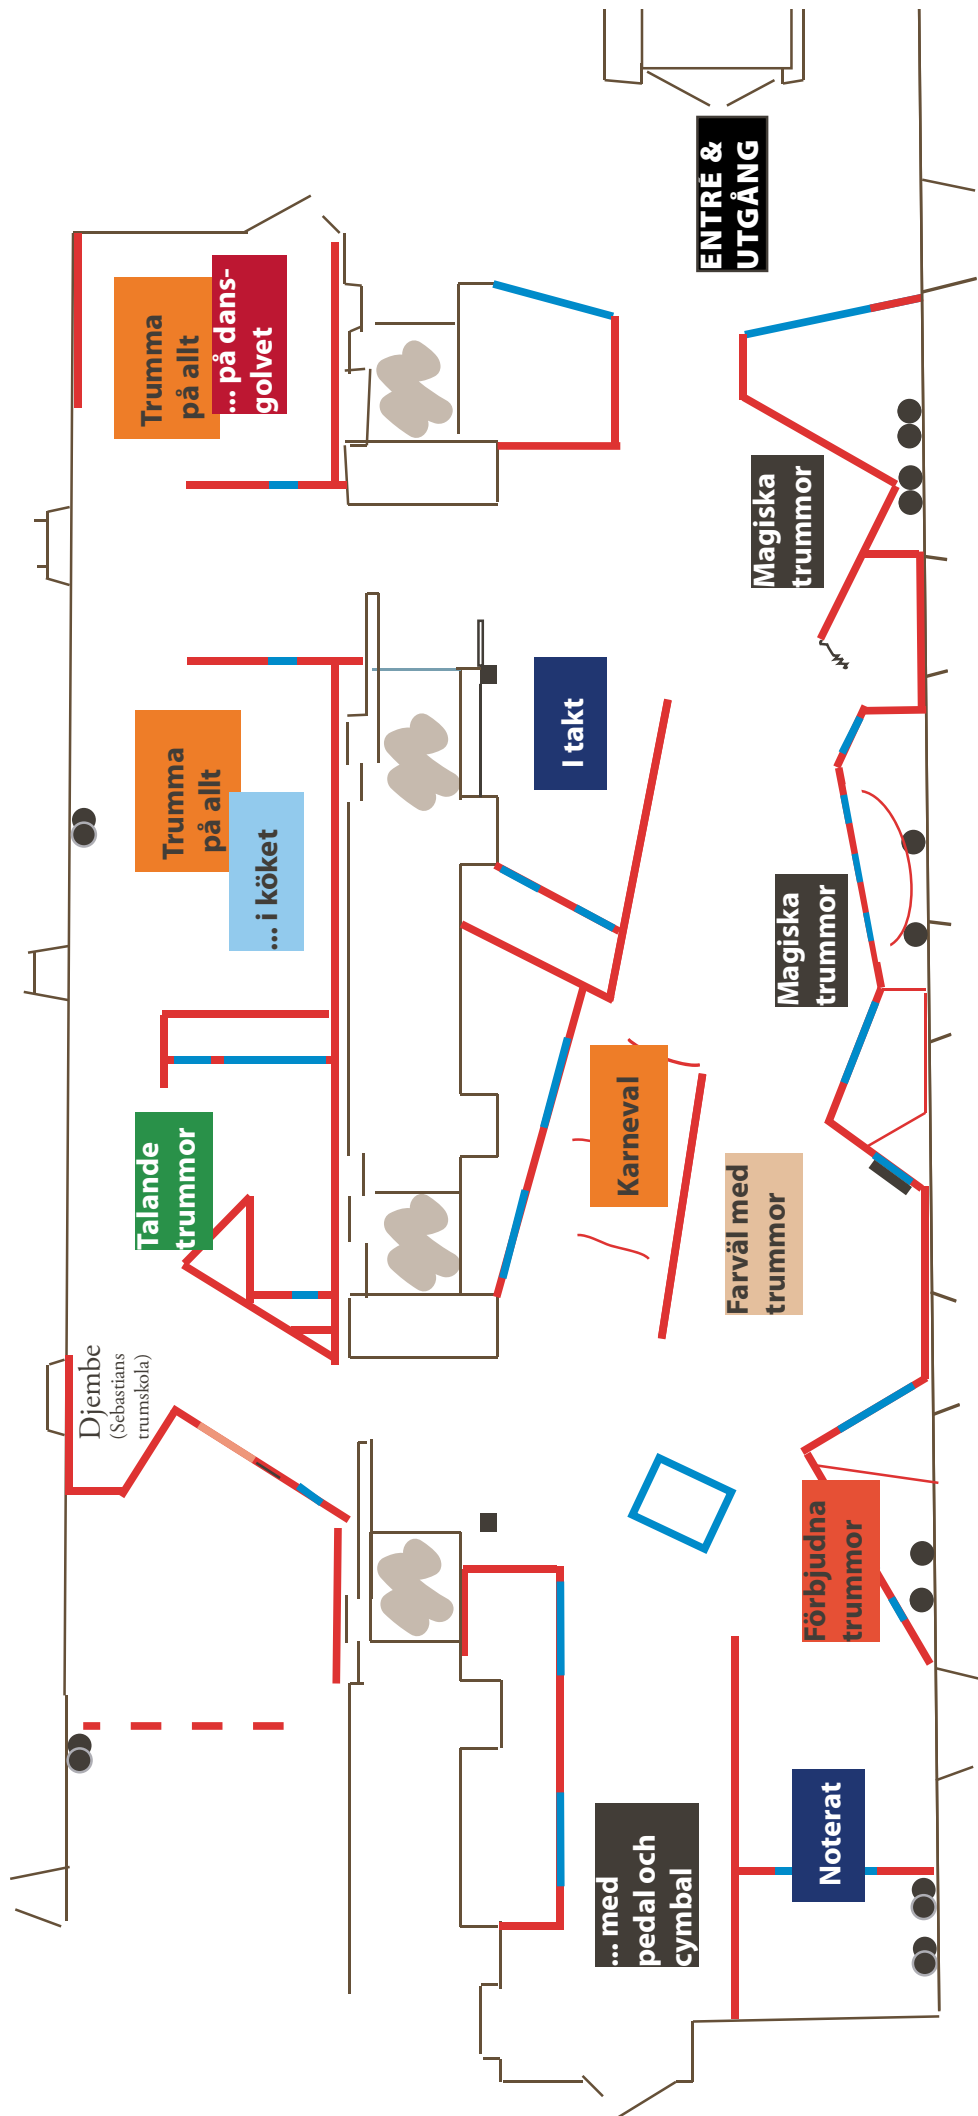 ENTRÉ &
UTGÅNG
Trumma
på allt
... på dans-
golvet
Magiska
trummor
I takt
Trumma
på allt
... i köket
Magiska
trummor
Karneval
Talande
trummor
Farväl med
trummor
Djembe
(Sebastians
trumskola)
Förbjudna
trummor
... med
pedal och
cymbal
Noterat